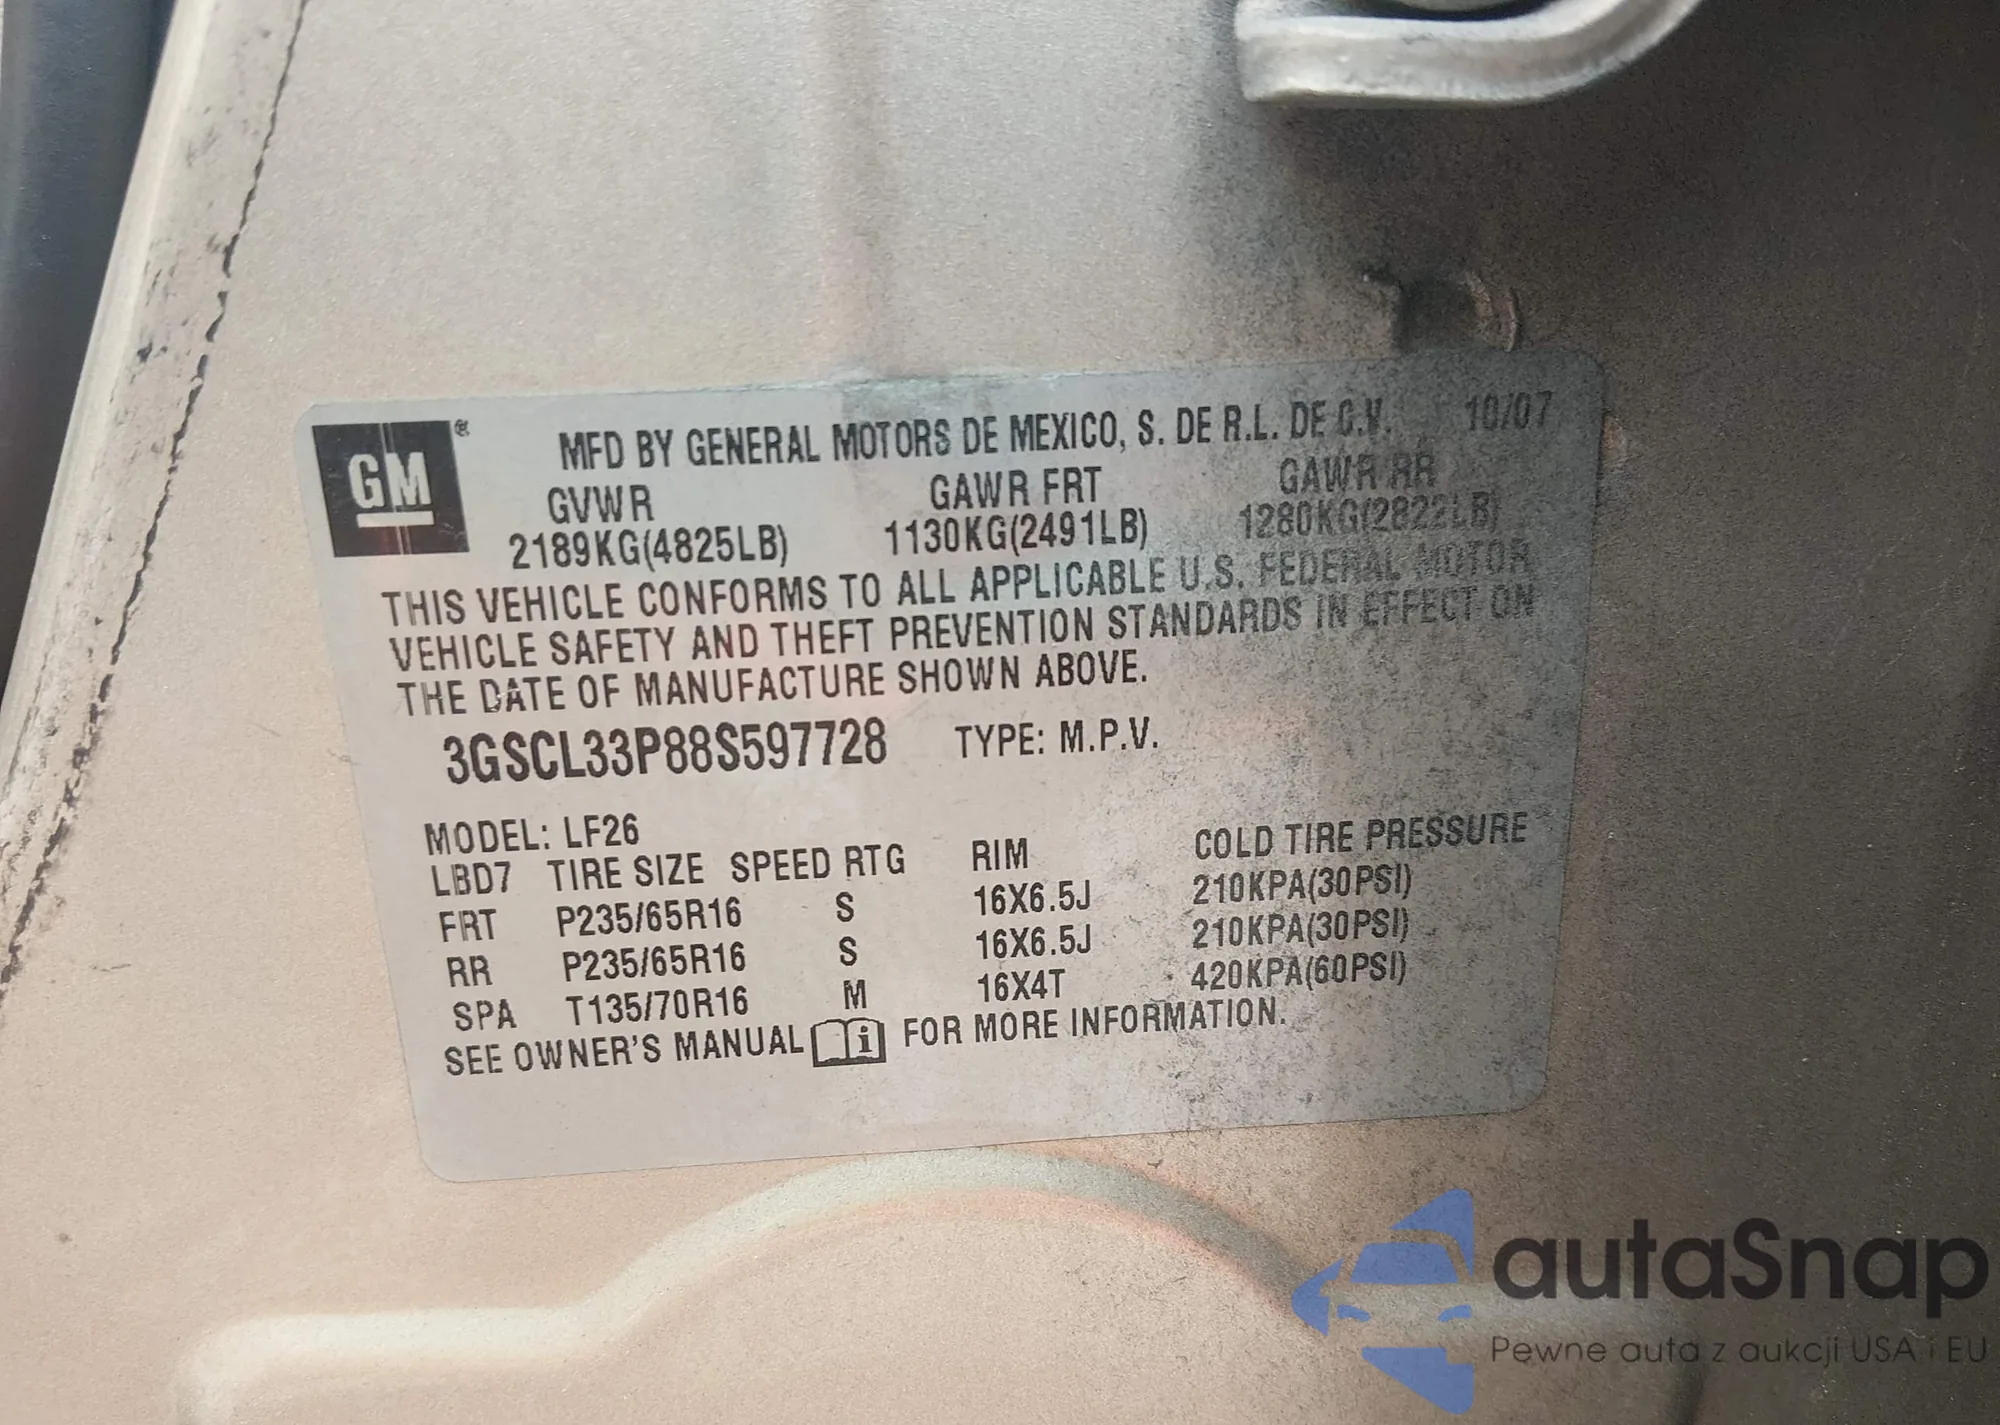 GM®
MFD BY GENERAL MOTORS DE MEXICO, S. DE R.L. DE C.V. 10/07
GVWR GAWR FRT GAWR RR
2189KG(4825LB) 1130KG(2491LB) 1280KG(2822LB)
THIS VEHICLE CONFORMS TO ALL APPLICABLE U.S. FEDERAL MOTOR
VEHICLE SAFETY AND THEFT PREVENTION STANDARDS IN EFFECT ON
THE DATE OF MANUFACTURE SHOWN ABOVE.
3GSCL33P88S597728 TYPE: M.P.V.
MODEL: LF26
LBD7 TIRE SIZE SPEED RTG RIM COLD TIRE PRESSURE
FRT P235/65R16 S 16X6.5J 210KPA(30PSI)
RR P235/65R16 S 16X6.5J 210KPA(30PSI)
SPA T135/70R16 M 16X4T 420KPA(60PSI)
SEE OWNER'S MANUAL i FOR MORE INFORMATION.
autaSnap
Pewne auta z aukcji USA i EU